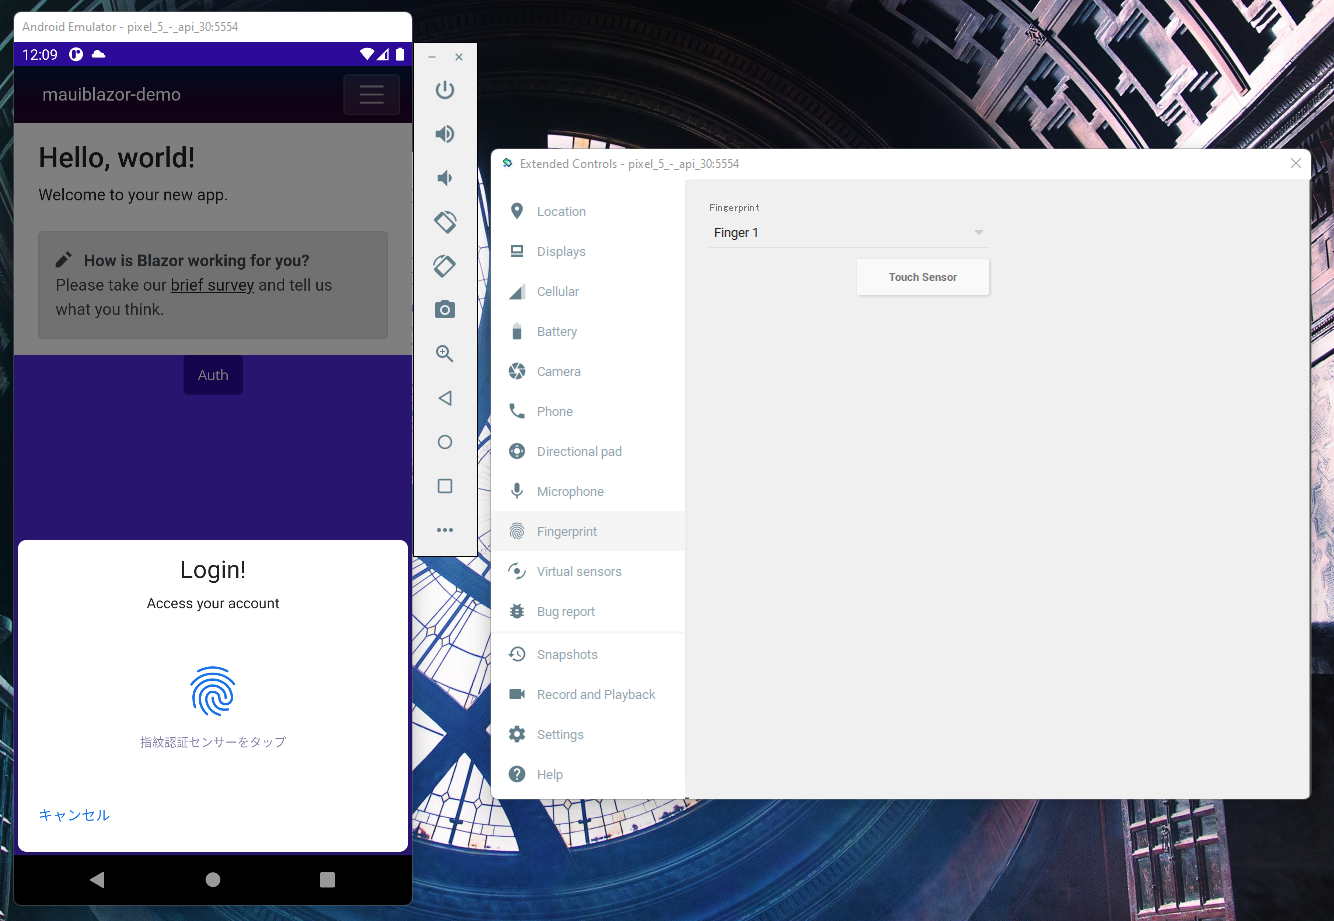 Android Emulator - pixel_5_-_api_30:5554
12:09
mauiblazor-demo
Hello, world!
Welcome to your new app.
How is Blazor working for you?
Please take our brief survey and tell us
what you think.
Auth
Login!
Access your account
指紋認証センサーをタップ
キャンセル
Extended Controls - pixel_5_-_api_30:5554
Location
Displays
Cellular
Battery
Camera
Phone
Directional pad
Microphone
Fingerprint
Virtual sensors
Bug report
Snapshots
Record and Playback
Settings
Help
Fingerprint
Finger 1
Touch Sensor